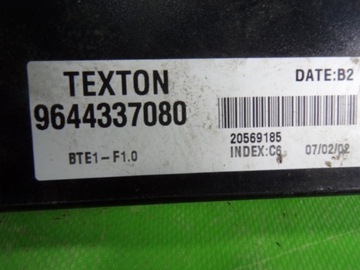 TEXTON DATE:B2
9644337080
20569185
BTE1-F1.0 INDEX:C6 07/02/02